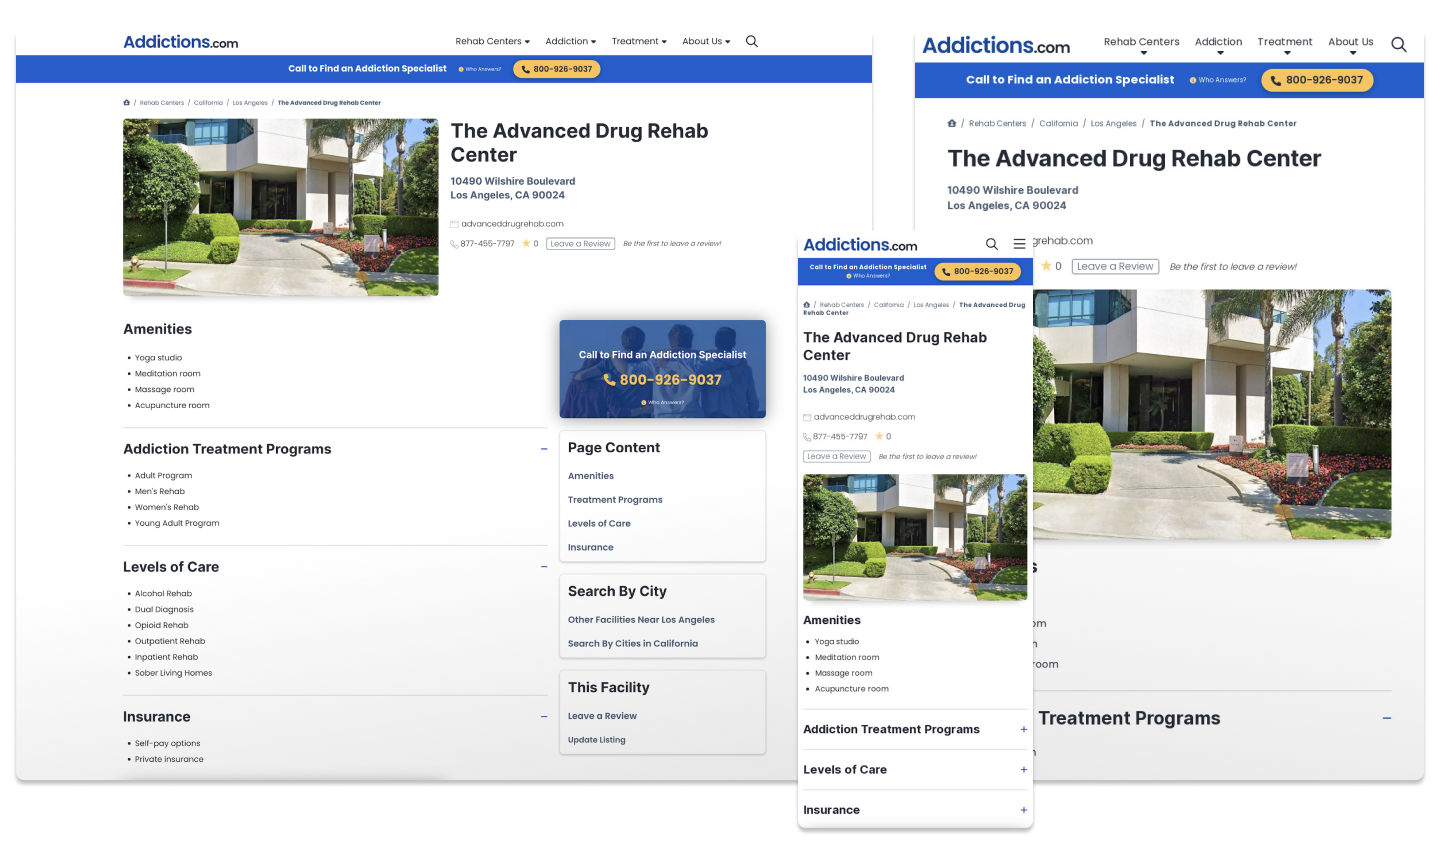 Addictions.com
Rehab Centers
Addiction
Treatment
About Us
Call to Find an Addiction Specialist
Who Answers?
800-926-9037
/ Rehab Centers / California / Los Angeles / The Advanced Drug Rehab Center
The Advanced Drug Rehab
Center
10490 Wilshire Boulevard
Los Angeles, CA 90024
advanceddrugrehab.com
877-455-7797
0
Leave a Review
Be the first to leave a review!
Amenities
Yoga studio
Meditation room
Massage room
Acupuncture room
Addiction Treatment Programs
Adult Program
Men's Rehab
Women's Rehab
Young Adult Program
Levels of Care
Alcohol Rehab
Dual Diagnosis
Opioid Rehab
Outpatient Rehab
Inpatient Rehab
Sober Living Homes
Insurance
Self-pay options
Private insurance
Call to Find an Addiction Specialist
800-926-9037
Who Answers?
Page Content
Amenities
Treatment Programs
Levels of Care
Insurance
Search By City
Other Facilities Near Los Angeles
Search By Cities in California
This Facility
Leave a Review
Update Listing
Addictions.com
Call to Find an Addiction Specialist
Who Answers?
800-926-9037
/ Rehab Centers / California / Los Angeles / The Advanced Drug
Rehab Center
The Advanced Drug Rehab
Center
10490 Wilshire Boulevard
Los Angeles, CA 90024
advanceddrugrehab.com
877-455-7797
0
Leave a Review
Be the first to leave a review!
Amenities
Yoga studio
Meditation room
Massage room
Acupuncture room
Addiction Treatment Programs
Levels of Care
Insurance
Addictions.com
Rehab Centers
Addiction
Treatment
About Us
Call to Find an Addiction Specialist
Who Answers?
800-926-9037
/ Rehab Centers / California / Los Angeles / The Advanced Drug Rehab Center
The Advanced Drug Rehab Center
10490 Wilshire Boulevard
Los Angeles, CA 90024
grehab.com
0
Leave a Review
Be the first to leave a review!
s
om
n
room
Treatment Programs
n